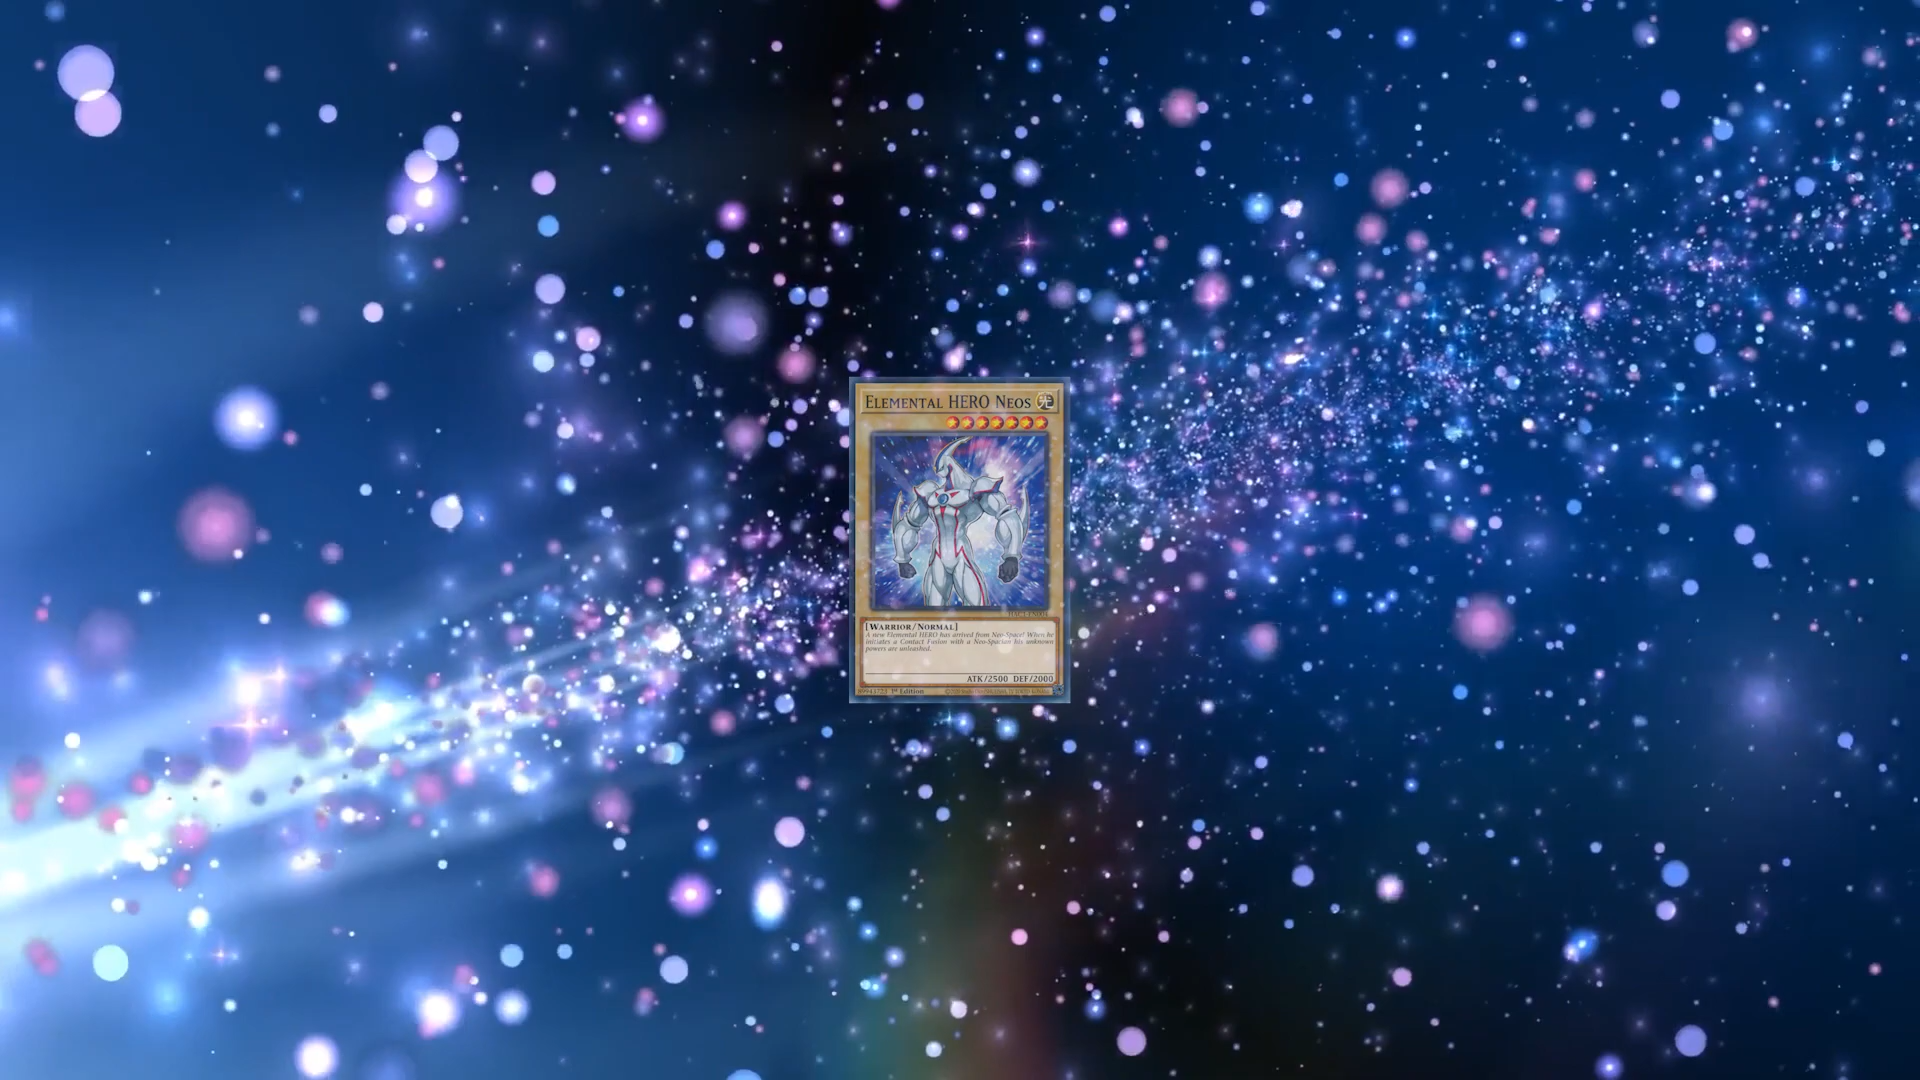 Elemental HERO Neos
[Warrior/Normal]
A new Elemental HERO has arrived from Neo-Space! When he
initiates a Contact Fusion with a Neo-Spacian his unknown
powers are unleashed.
ATK/2500 DEF/2000
1st Edition